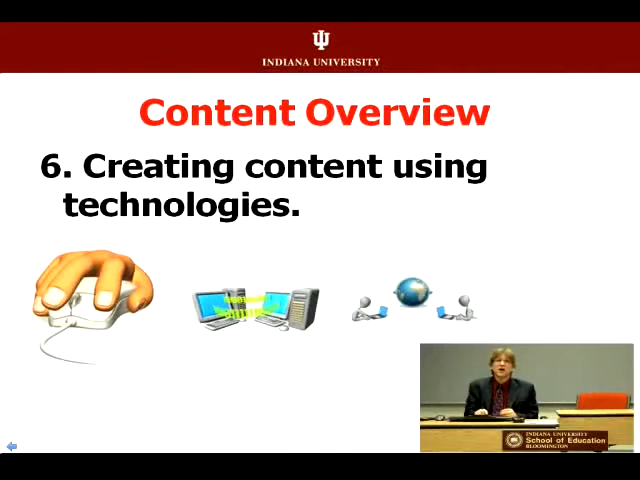 INDIANA UNIVERSITY
Content Overview
6. Creating content using
technologies.
INDIANA UNIVERSITY
School of Education
BLOOMINGTON